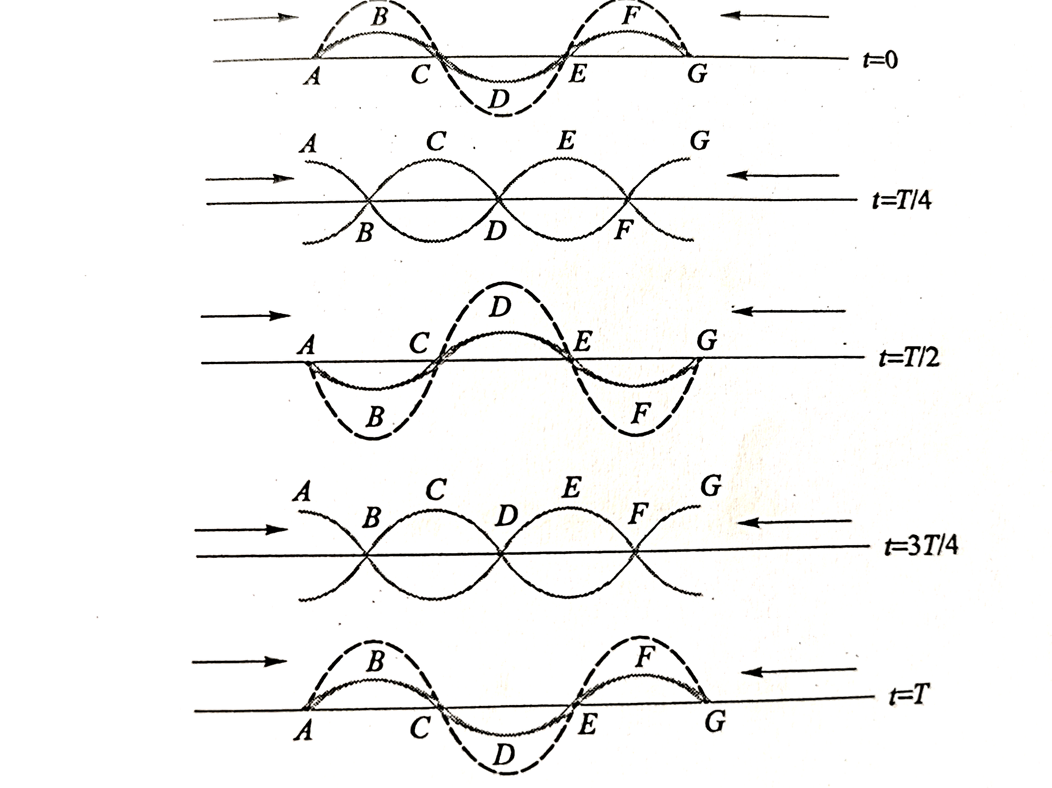 B F
A C E G t=0
D
A C E G
t=T/4
B D F
D
A C E G
t=T/2
B F
A C E G
B D F
t=3T/4
B F
t=T
A C E G
D